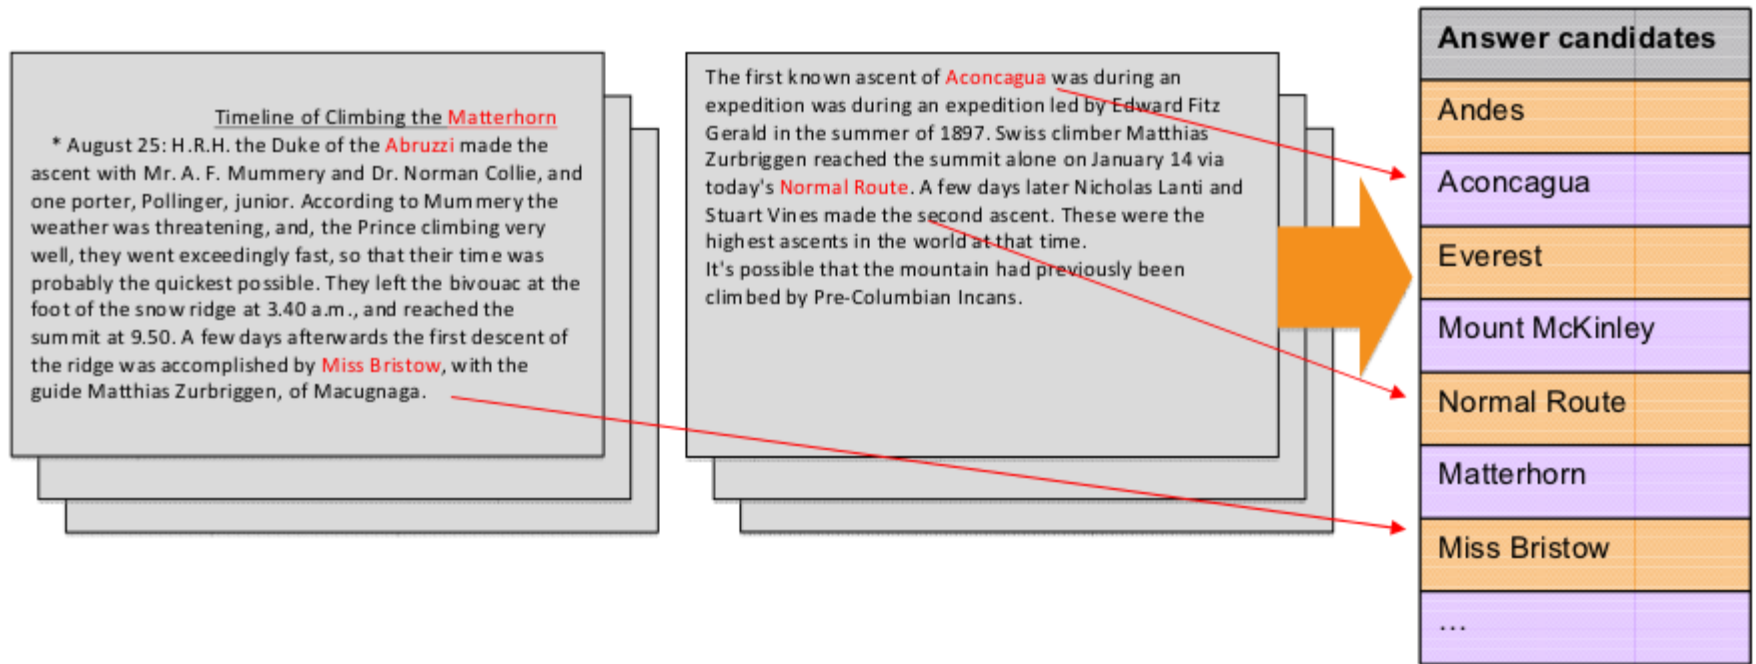 Timeline of Climbing the Matterhorn
* August 25: H.R.H. the Duke of the Abruzzi made the
ascent with Mr. A. F. Mummery and Dr. Norman Collie, and
one porter, Pollinger, junior. According to Mummery the
weather was threatening, and, the Prince climbing very
well, they went exceedingly fast, so that their time was
probably the quickest possible. They left the bivouac at the
foot of the snow ridge at 3.40 a.m., and reached the
summit at 9.50. A few days afterwards the first descent of
the ridge was accomplished by Miss Bristow, with the
guide Matthias Zurbriggen, of Macugnaga.
The first known ascent of Aconcagua was during an
expedition was during an expedition led by Edward Fitz
Gerald in the summer of 1897. Swiss climber Matthias
Zurbriggen reached the summit alone on January 14 via
today's Normal Route. A few days later Nicholas Lanti and
Stuart Vines made the second ascent. These were the
highest ascents in the world at that time.
It's possible that the mountain had previously been
climbed by Pre-Columbian Incans.
Answer candidates
Andes
Aconcagua
Everest
Mount McKinley
Normal Route
Matterhorn
Miss Bristow
...